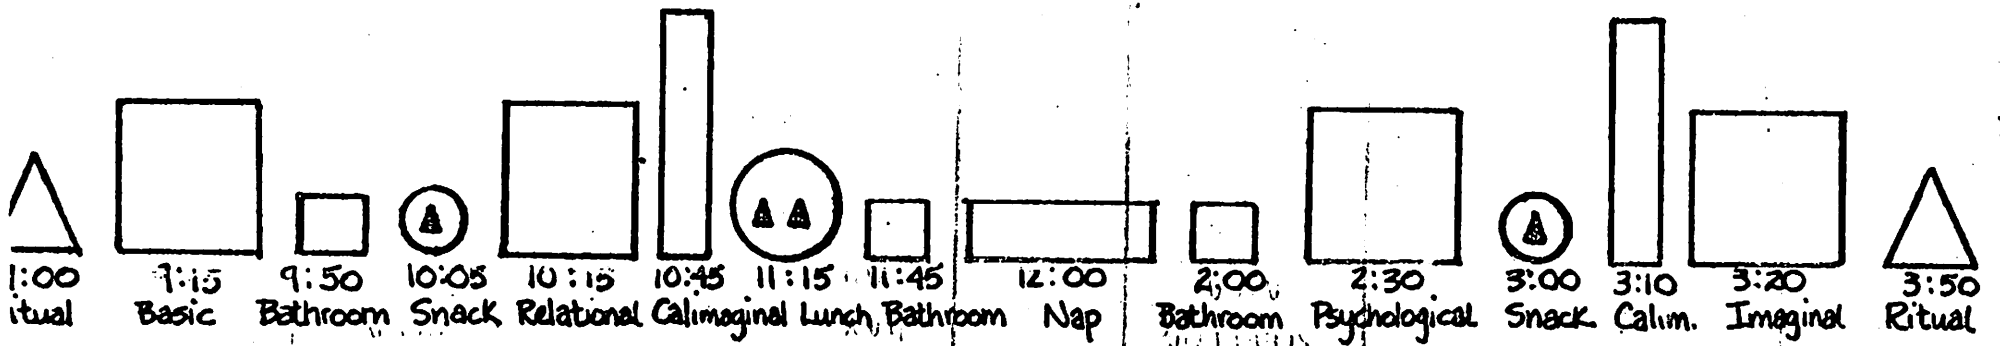 1:00 9:15 9:50 10:05 10:15 10:45 11:15 11:45 12:00 2:00 2:30 3:00 3:10 3:20 3:50
itual Basic Bathroom Snack Relational Calimaginal Lunch Bathroom Nap Bathroom Psychological Snack Calim. Imaginal Ritual